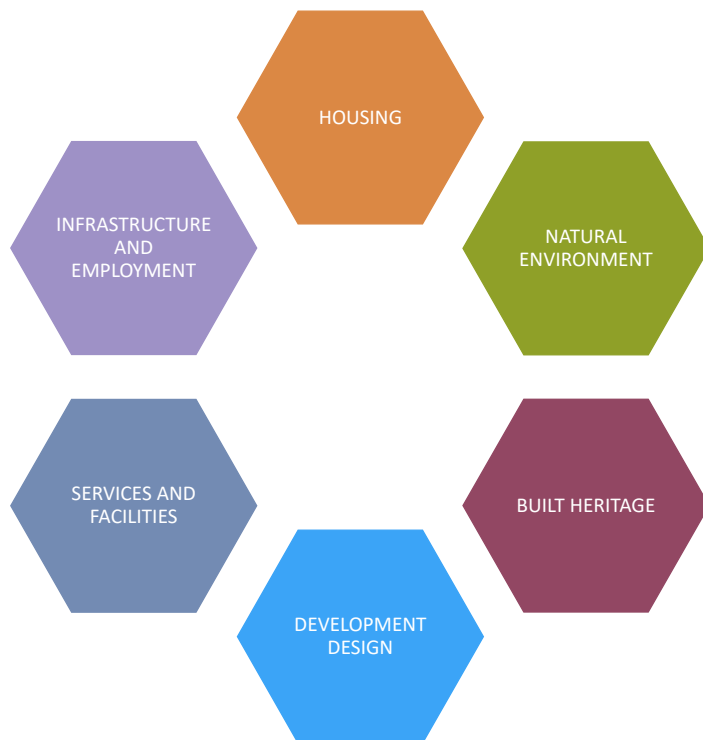 HOUSING
NATURAL
ENVIRONMENT
BUILT HERITAGE
DEVELOPMENT
DESIGN
SERVICES AND
FACILITIES
INFRASTRUCTURE
AND
EMPLOYMENT